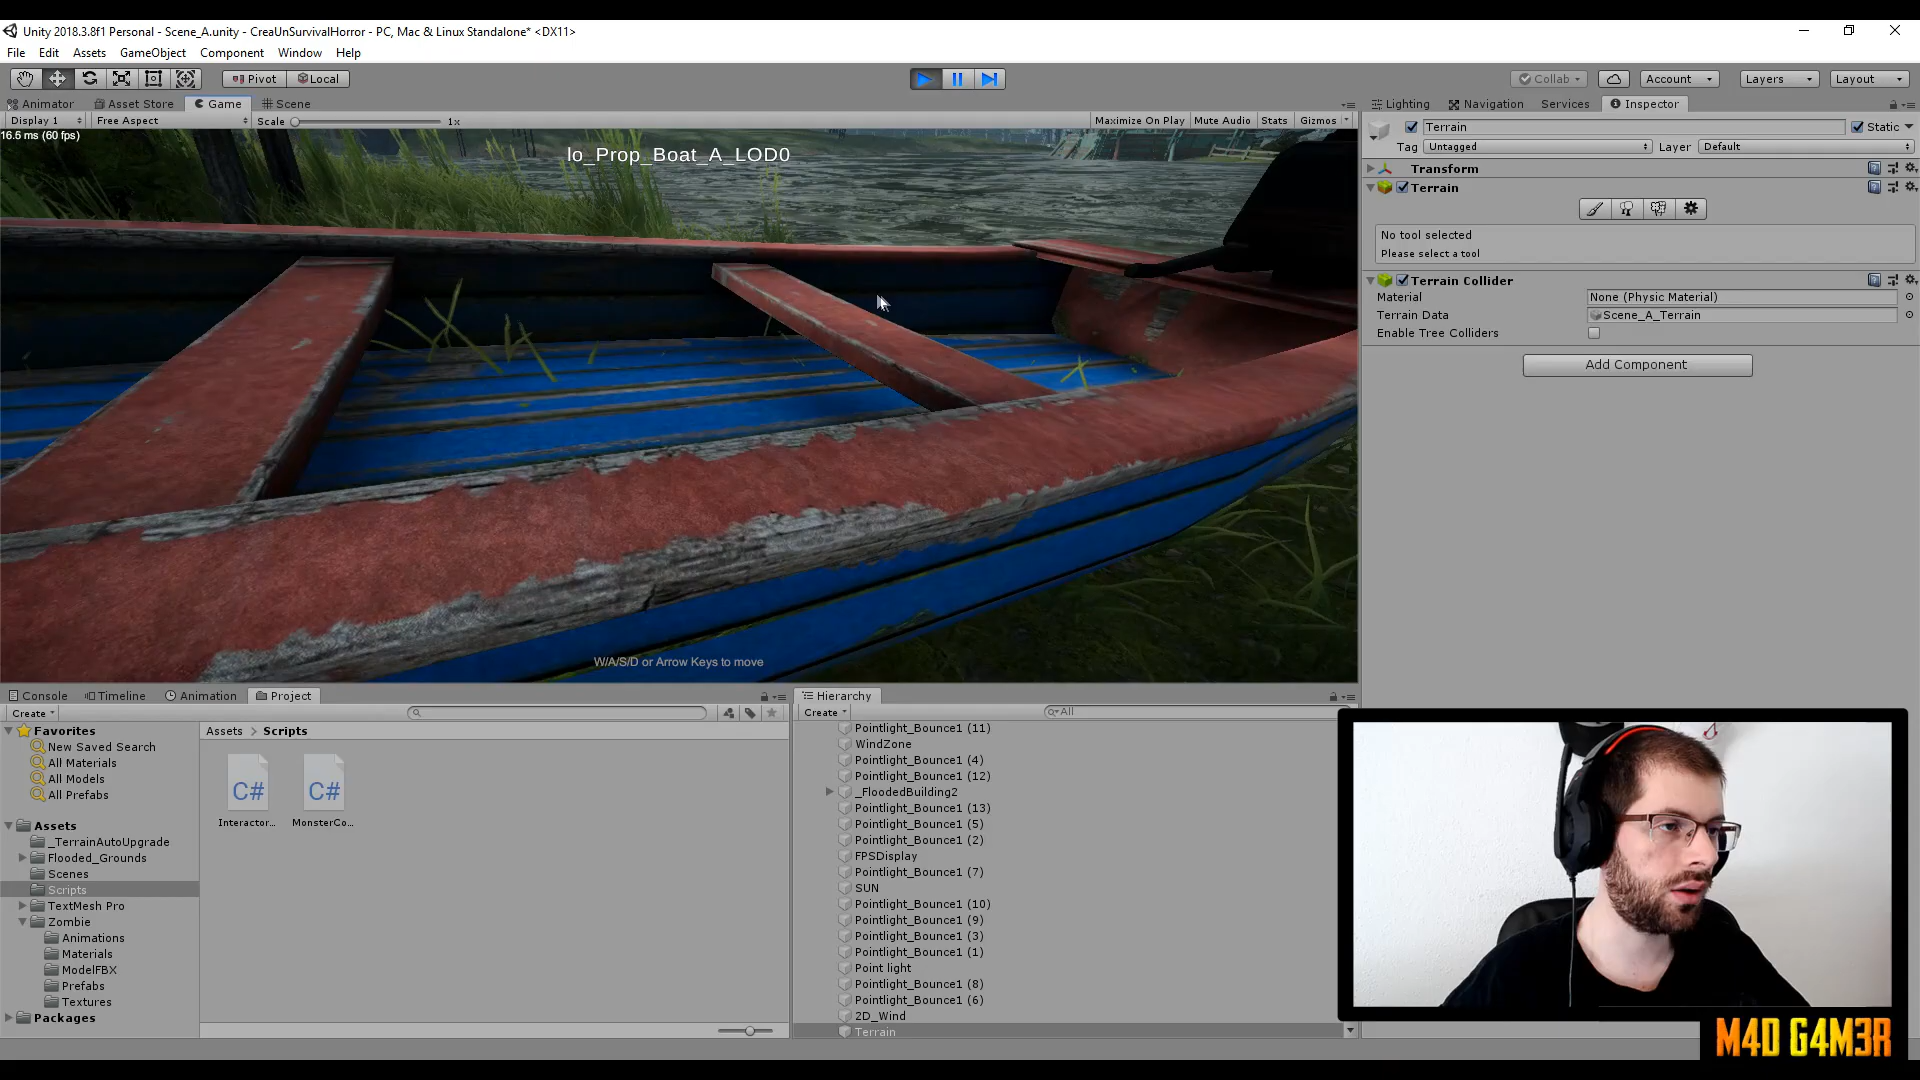 Unity 2018.3.8f1 Personal - Scene_A.unity - CreaUnSurvivalHorror - PC, Mac & Linux Standalone* <DX11>
File Edit Assets GameObject Component Window Help
Pivot Local
Collab Account Layers Layout
Animator Asset Store Game Scene
Lighting Navigation Services Inspector
Display 1 Free Aspect Scale 1x Maximize On Play Mute Audio Stats Gizmos
16.5 ms (60 fps)
lo_Prop_Boat_A_LOD0
W/A/S/D or Arrow Keys to move
Terrain Static
Tag Untagged Layer Default
Transform
Terrain
No tool selected
Please select a tool
Terrain Collider
Material None (Physic Material)
Terrain Data Scene_A_Terrain
Enable Tree Colliders
Add Component
Console Timeline Animation Project
Create
Favorites
New Saved Search
All Materials
All Models
All Prefabs
Assets
_TerrainAutoUpgrade
Flooded_Grounds
Scenes
Scripts
TextMesh Pro
Zombie
Animations
Materials
ModelFBX
Prefabs
Textures
Packages
Assets > Scripts
C# C#
Interactor... MonsterCo...
Hierarchy
Create All
Pointlight_Bounce1 (11)
WindZone
Pointlight_Bounce1 (4)
Pointlight_Bounce1 (12)
_FloodedBuilding2
Pointlight_Bounce1 (13)
Pointlight_Bounce1 (5)
Pointlight_Bounce1 (2)
FPSDisplay
Pointlight_Bounce1 (7)
SUN
Pointlight_Bounce1 (10)
Pointlight_Bounce1 (9)
Pointlight_Bounce1 (3)
Pointlight_Bounce1 (1)
Point light
Pointlight_Bounce1 (8)
Pointlight_Bounce1 (6)
2D_Wind
Terrain
M4D G4M3R